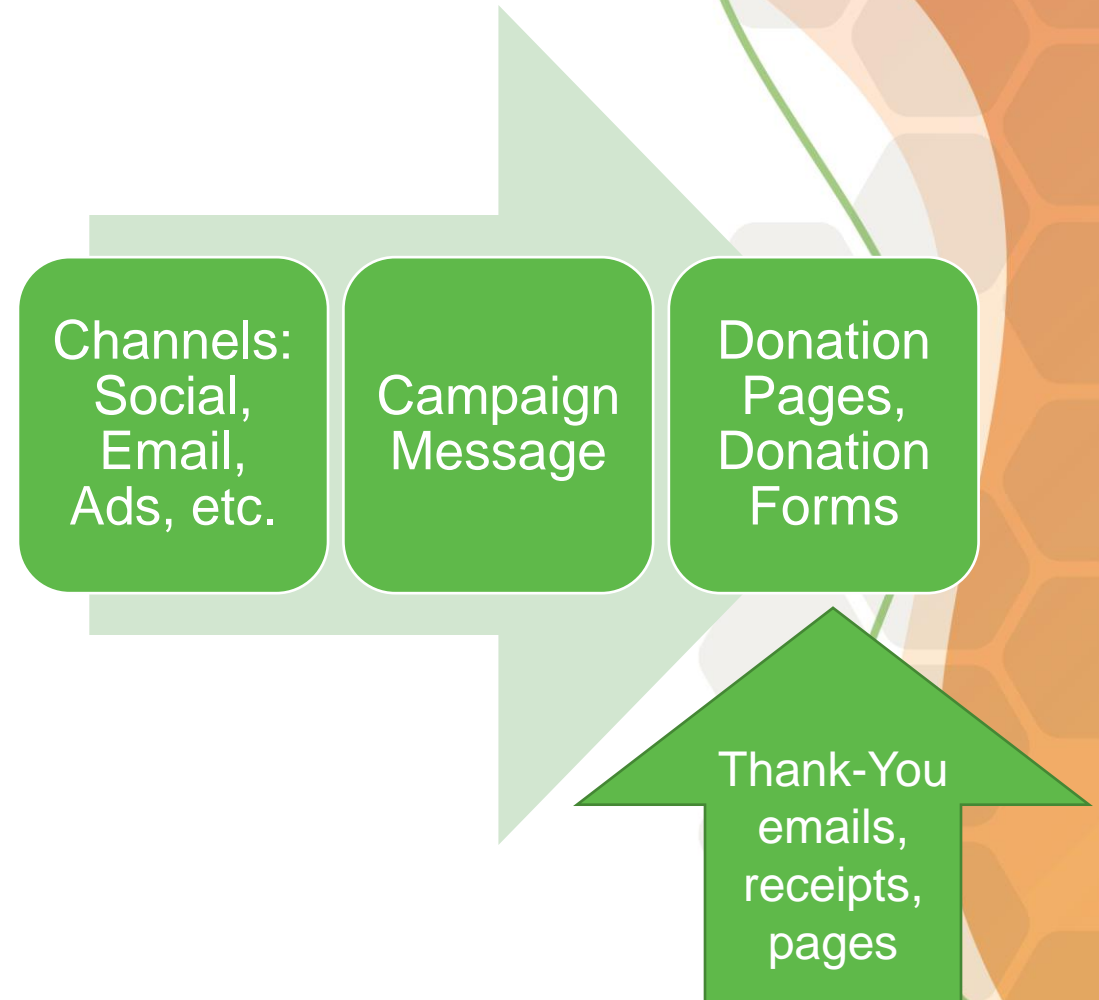 Channels:
Social,
Email,
Ads, etc.
Campaign
Message
Donation
Pages,
Donation
Forms
Thank-You
emails,
receipts,
pages